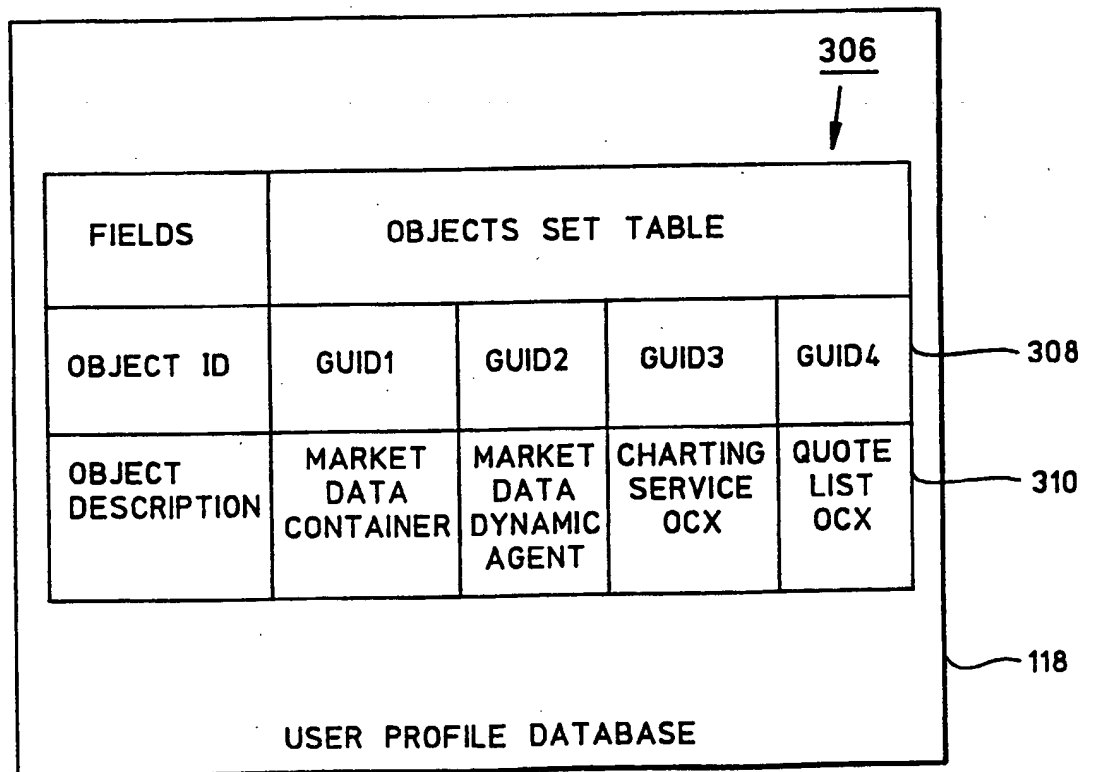 306
FIELDS
OBJECTS SET TABLE
OBJECT ID
GUID1
GUID2
GUID3
GUID4
308
OBJECT
DESCRIPTION
MARKET
DATA
CONTAINER
MARKET
DATA
DYNAMIC
AGENT
CHARTING
SERVICE
OCX
QUOTE
LIST
OCX
310
118
USER PROFILE DATABASE